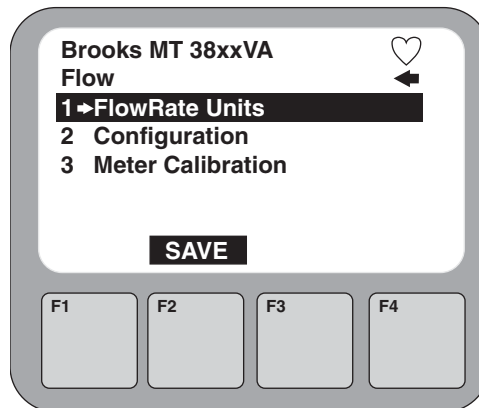 Brooks MT 38xxVA
Flow
1 FlowRate Units
2 Configuration
3 Meter Calibration
SAVE
F1 F2 F3 F4